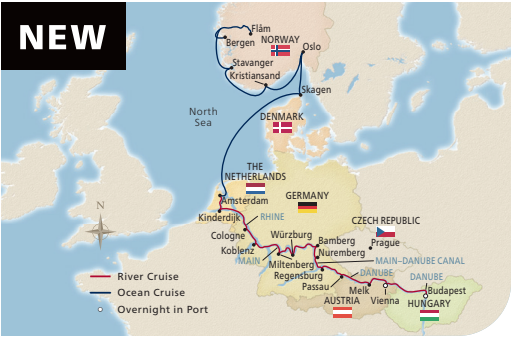 NEW
Flåm
NORWAY
Bergen
Oslo
Stavanger
Kristiansand
Skagen
North
Sea
DENMARK
THE
NETHERLANDS
Amsterdam
GERMANY
Kinderdijk
RHINE
CZECH REPUBLIC
Cologne
Würzburg
Bamberg
Prague
Koblenz
Nuremberg
MAIN
Miltenberg
MAIN–DANUBE CANAL
Regensburg
DANUBE
DANUBE
Passau
Melk
Budapest
AUSTRIA
Vienna
HUNGARY
N
River Cruise
Ocean Cruise
Overnight in Port